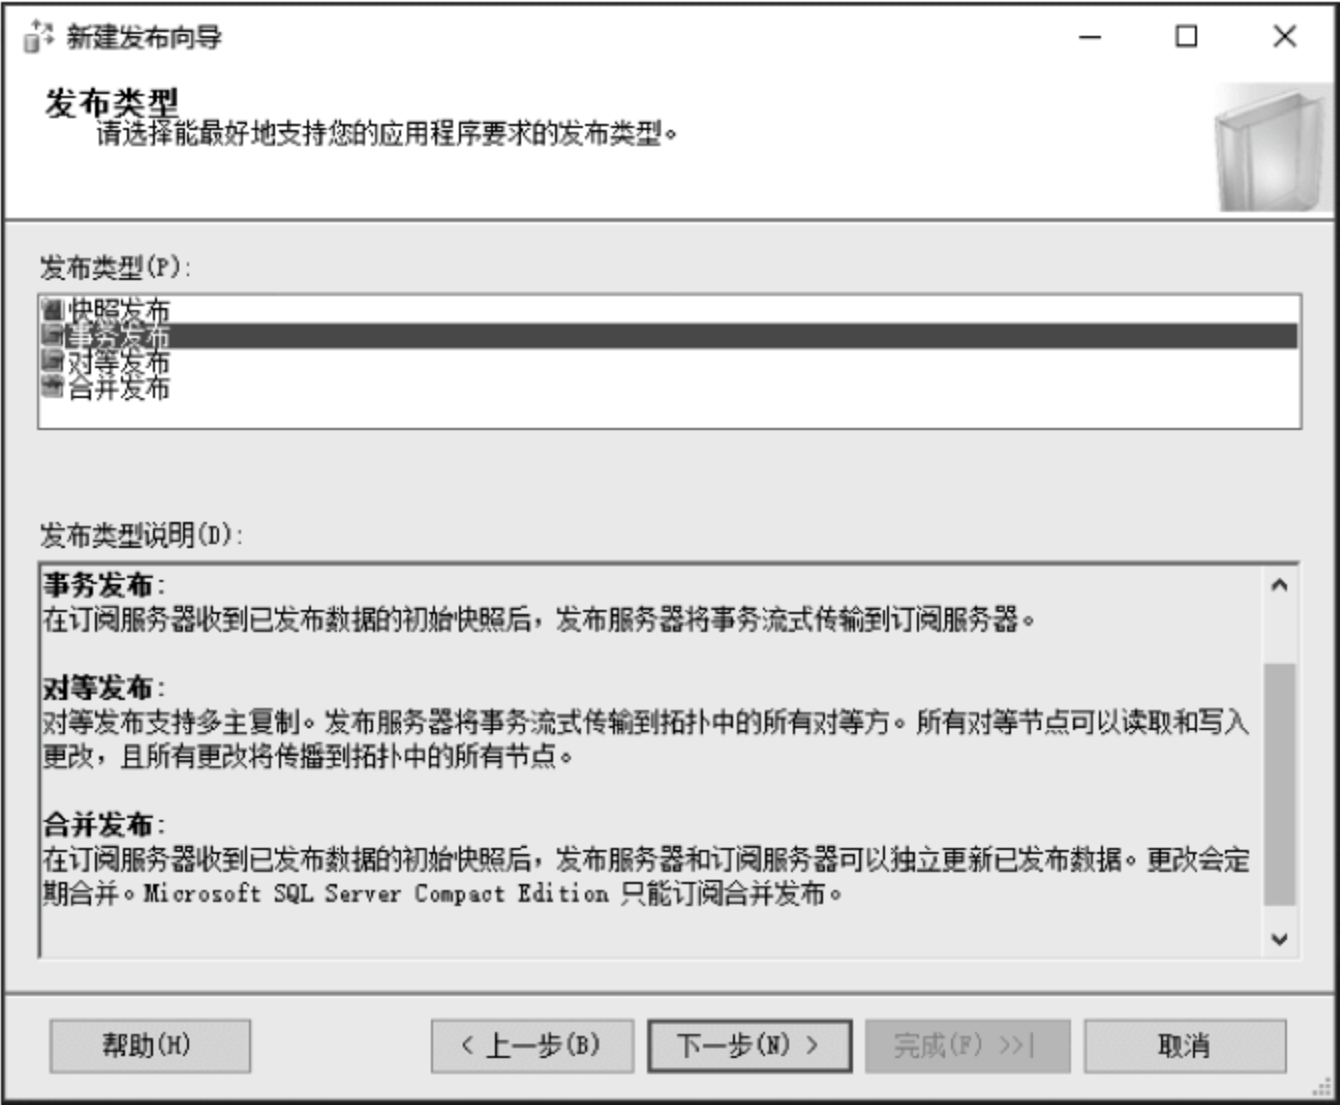 新建发布向导
发布类型
请选择能最好地支持您的应用程序要求的发布类型。
发布类型(P):
快照发布
事务发布
对等发布
合并发布
发布类型说明(D):
事务发布:
在订阅服务器收到已发布数据的初始快照后，发布服务器将事务流式传输到订阅服务器。
对等发布:
对等发布支持多主复制。发布服务器将事务流式传输到拓扑中的所有对等方。所有对等节点可以读取和写入
更改，且所有更改将传播到拓扑中的所有节点。
合并发布:
在订阅服务器收到已发布数据的初始快照后，发布服务器和订阅服务器可以独立更新已发布数据。更改会定
期合并。Microsoft SQL Server Compact Edition 只能订阅合并发布。
帮助(H)
< 上一步(B)
下一步(N) >
完成(F) >>|
取消